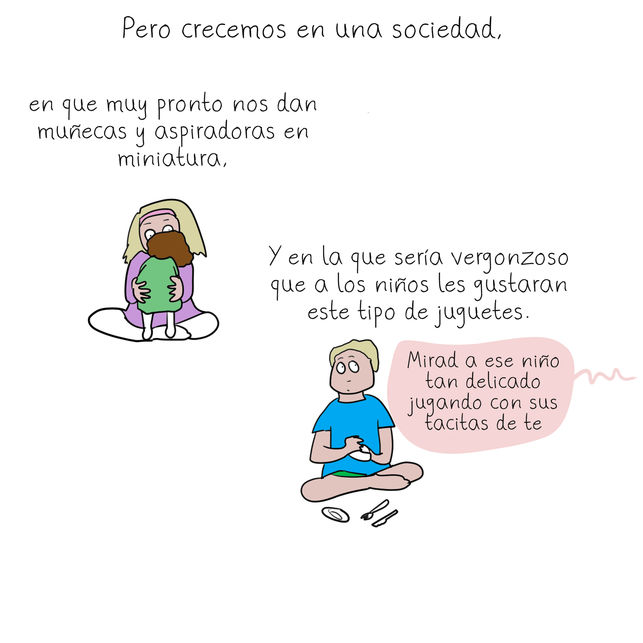 Pero crecemos en una sociedad,
en que muy pronto nos dan
muñecas y aspiradoras en
miniatura,
Y en la que sería vergonzoso
que a los niños les gustaran
este tipo de juguetes.
Mirad a ese niño
tan delicado
jugando con sus
tacitas de te